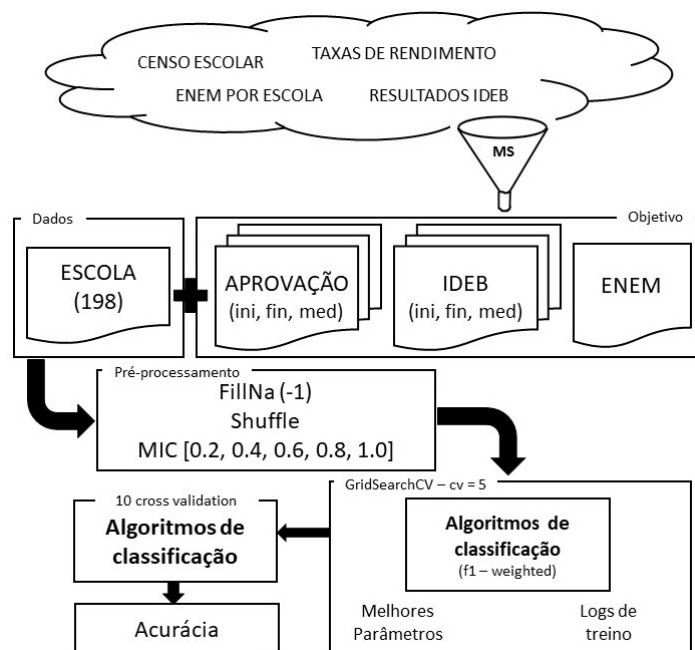 CENSO ESCOLAR
TAXAS DE RENDIMENTO
ENEM POR ESCOLA
RESULTADOS IDEB
MS
Dados
Objetivo
ESCOLA
(198)
APROVAÇÃO
(ini, fin, med)
IDEB
(ini, fin, med)
ENEM
Pré-processamento
FillNa (-1)
Shuffle
MIC [0.2, 0.4, 0.6, 0.8, 1.0]
GridSearchCV – cv = 5
Algoritmos de
classificação
(f1 – weighted)
Melhores
Parâmetros
Logs de
treino
10 cross validation
Algoritmos de
classificação
Acurácia